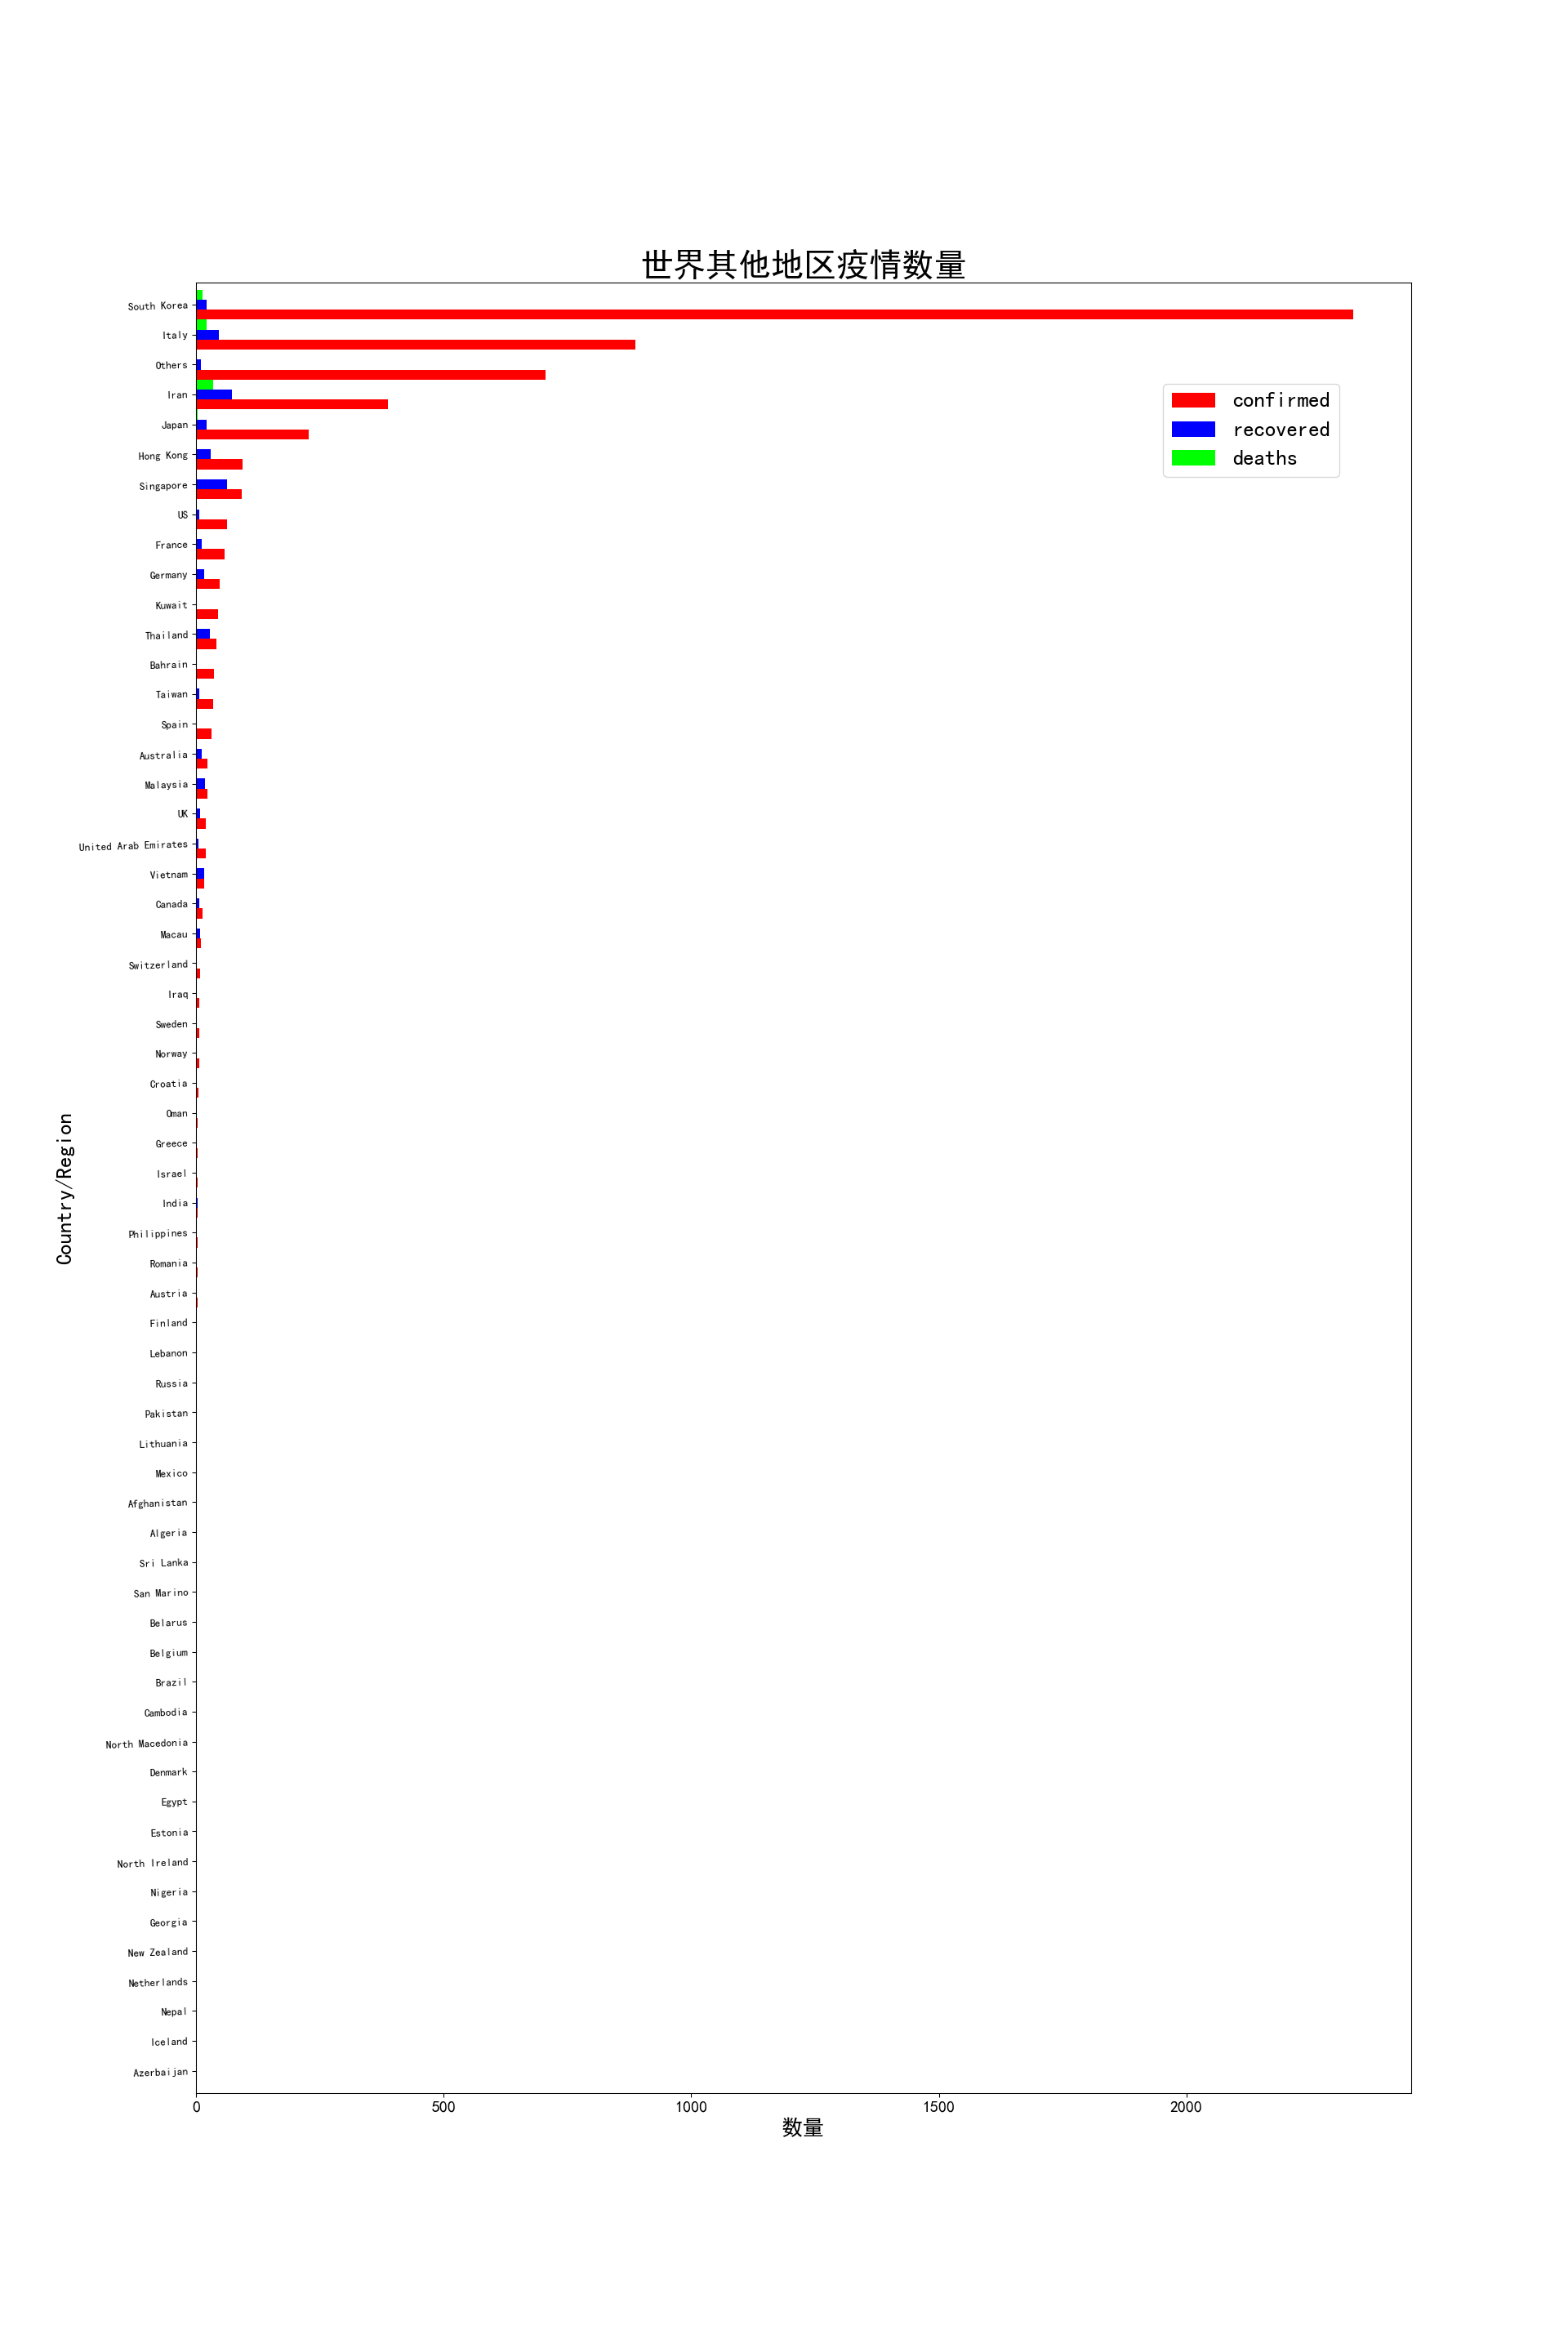 世界其他地区疫情数量
South Korea
Italy
Others
Iran
Japan
Hong Kong
Singapore
US
France
Germany
Kuwait
Thailand
Bahrain
Taiwan
Spain
Australia
Malaysia
UK
United Arab Emirates
Vietnam
Canada
Macau
Switzerland
Iraq
Sweden
Norway
Croatia
Oman
Greece
Israel
India
Philippines
Romania
Austria
Finland
Lebanon
Russia
Pakistan
Lithuania
Mexico
Afghanistan
Algeria
Sri Lanka
San Marino
Belarus
Belgium
Brazil
Cambodia
North Macedonia
Denmark
Egypt
Estonia
North Ireland
Nigeria
Georgia
New Zealand
Netherlands
Nepal
Iceland
Azerbaijan
Country/Region
confirmed
recovered
deaths
0 500 1000 1500 2000
数量